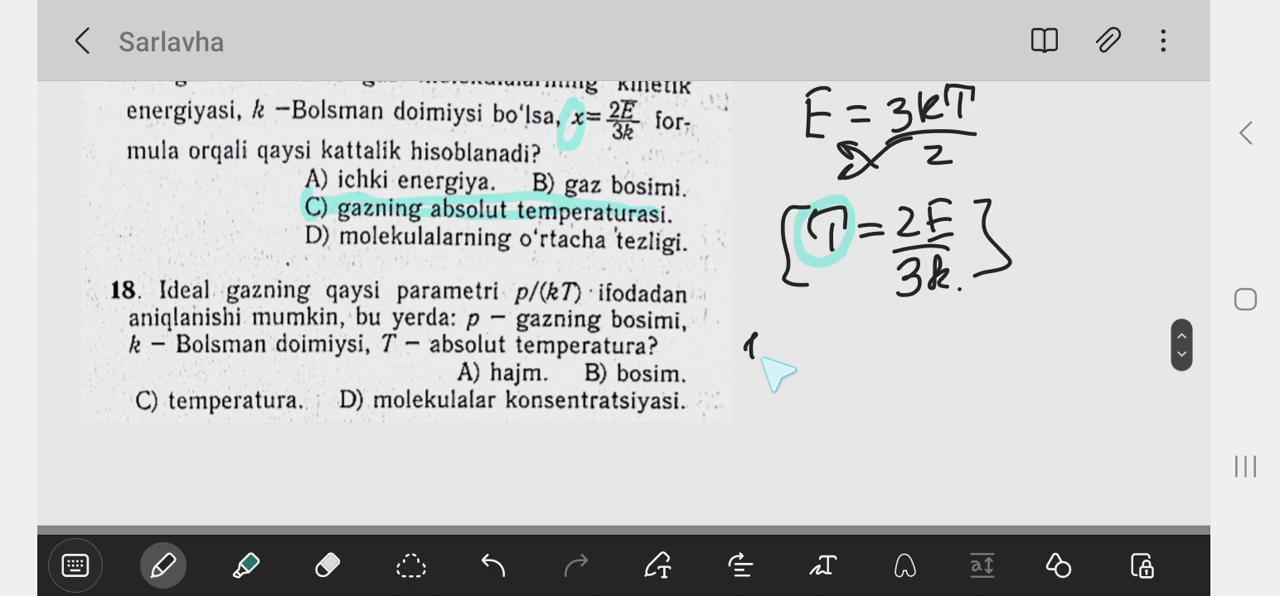 Sarlavha
kinetik
energiyasi, k –Bolsman doimiysi bo‘lsa, x= 2E/3k for-
mula orqali qaysi kattalik hisoblanadi?
A) ichki energiya. B) gaz bosimi.
C) gazning absolut temperaturasi.
D) molekulalarning o‘rtacha tezligi.
18. Ideal gazning qaysi parametri p/(kT) ifodadan
aniqlanishi mumkin, bu yerda: p – gazning bosimi,
k – Bolsman doimiysi, T – absolut temperatura?
A) hajm. B) bosim.
C) temperatura. D) molekulalar konsentratsiyasi.
E = 3kT/2
[T = 2E/3k.]